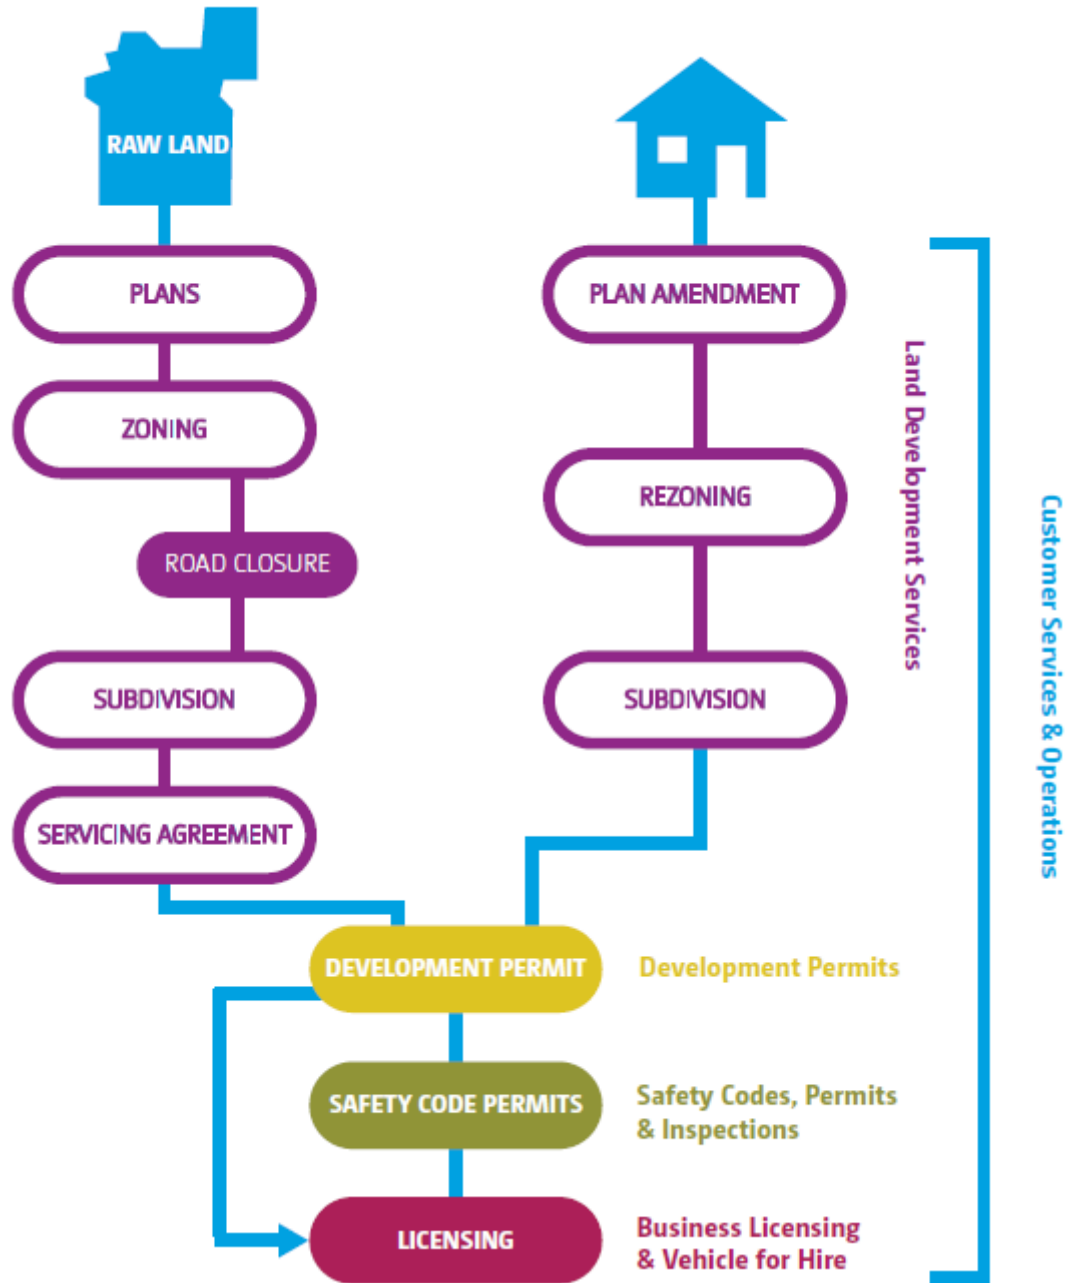 RAW LAND
PLANS
ZONING
ROAD CLOSURE
SUBDIVISION
SERVICING AGREEMENT
PLAN AMENDMENT
REZONING
SUBDIVISION
Land Development Services
Customer Services & Operations
DEVELOPMENT PERMIT
Development Permits
SAFETY CODE PERMITS
Safety Codes, Permits
& Inspections
LICENSING
Business Licensing
& Vehicle for Hire